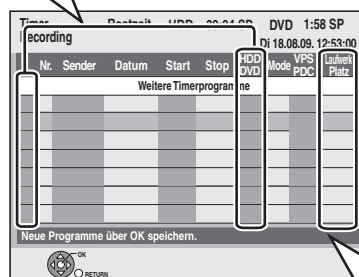 Timer Restzeit HDD SP DVD 1:58 SP
Recording Di 18.08.09. 12:53:00
Nr. Sender Datum Start Stop HDD DVD Mode VPS PDC Laufwerk Platz
Weitere Timerprogramme
Neue Programme über OK speichern.
OK
RETURN